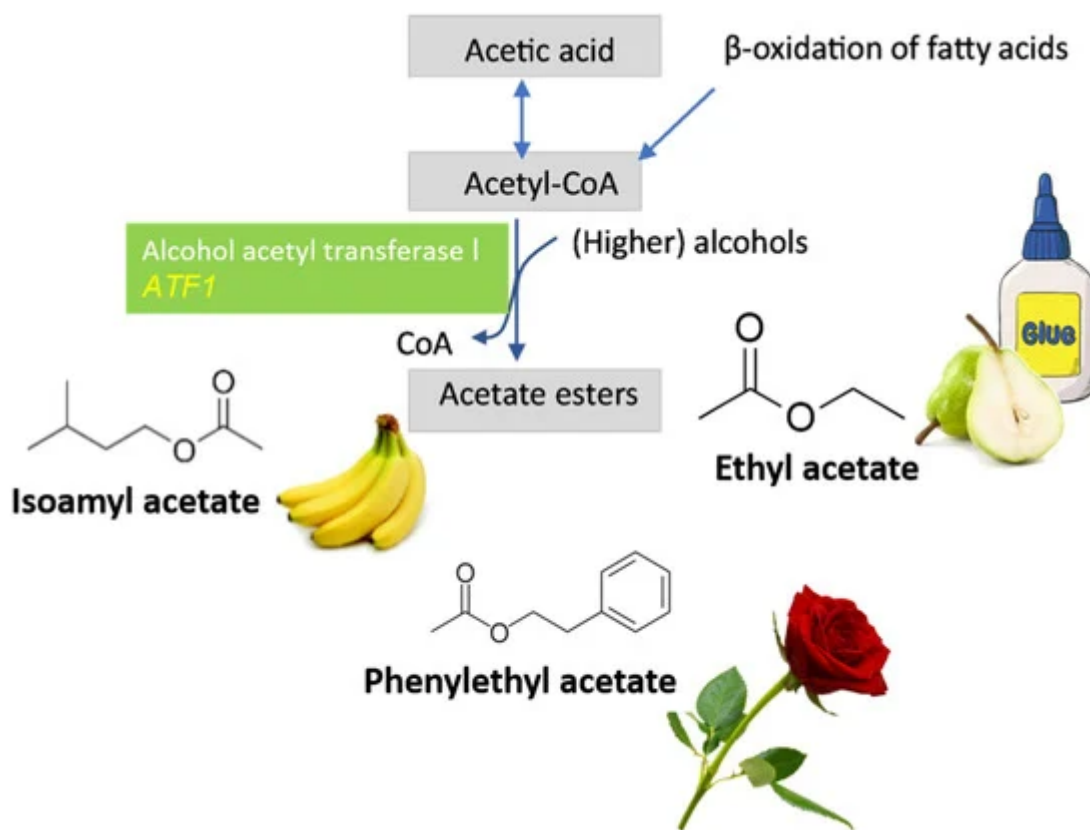 Acetic acid
β-oxidation of fatty acids
Acetyl-CoA
Alcohol acetyl transferase I
ATF1
(Higher) alcohols
CoA
Acetate esters
Glue
O
O
Isoamyl acetate
O
O
Ethyl acetate
O
O
Phenylethyl acetate